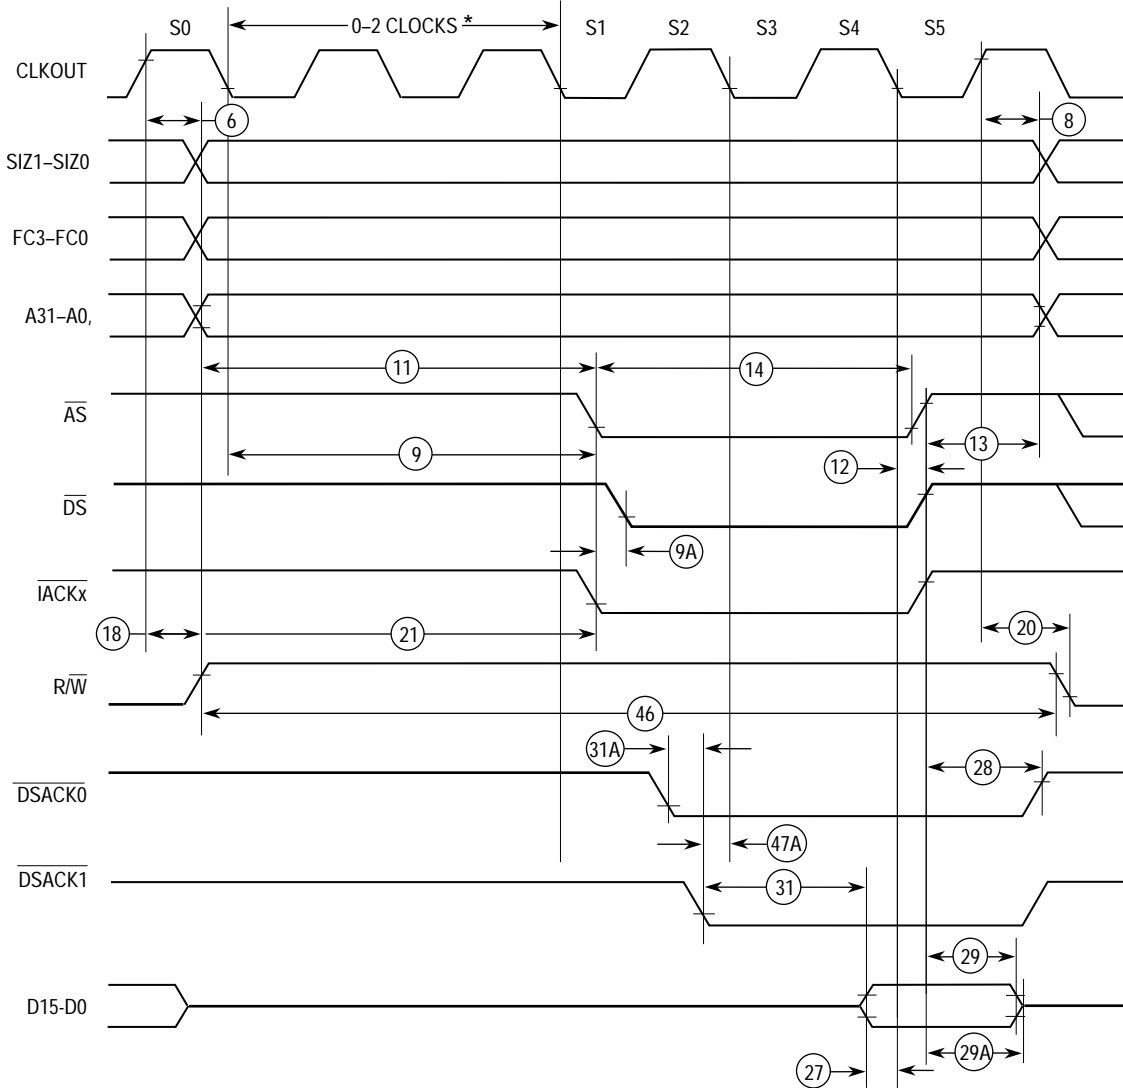 S0
0–2 CLOCKS *
S1
S2
S3
S4
S5
CLKOUT
6
8
SIZ1–SIZ0
FC3–FC0
A31–A0,
11
14
AS
13
9
12
DS
9A
IACKx
18
21
20
R/W
46
31A
28
DSACK0
47A
DSACK1
31
29
D15-D0
29A
27